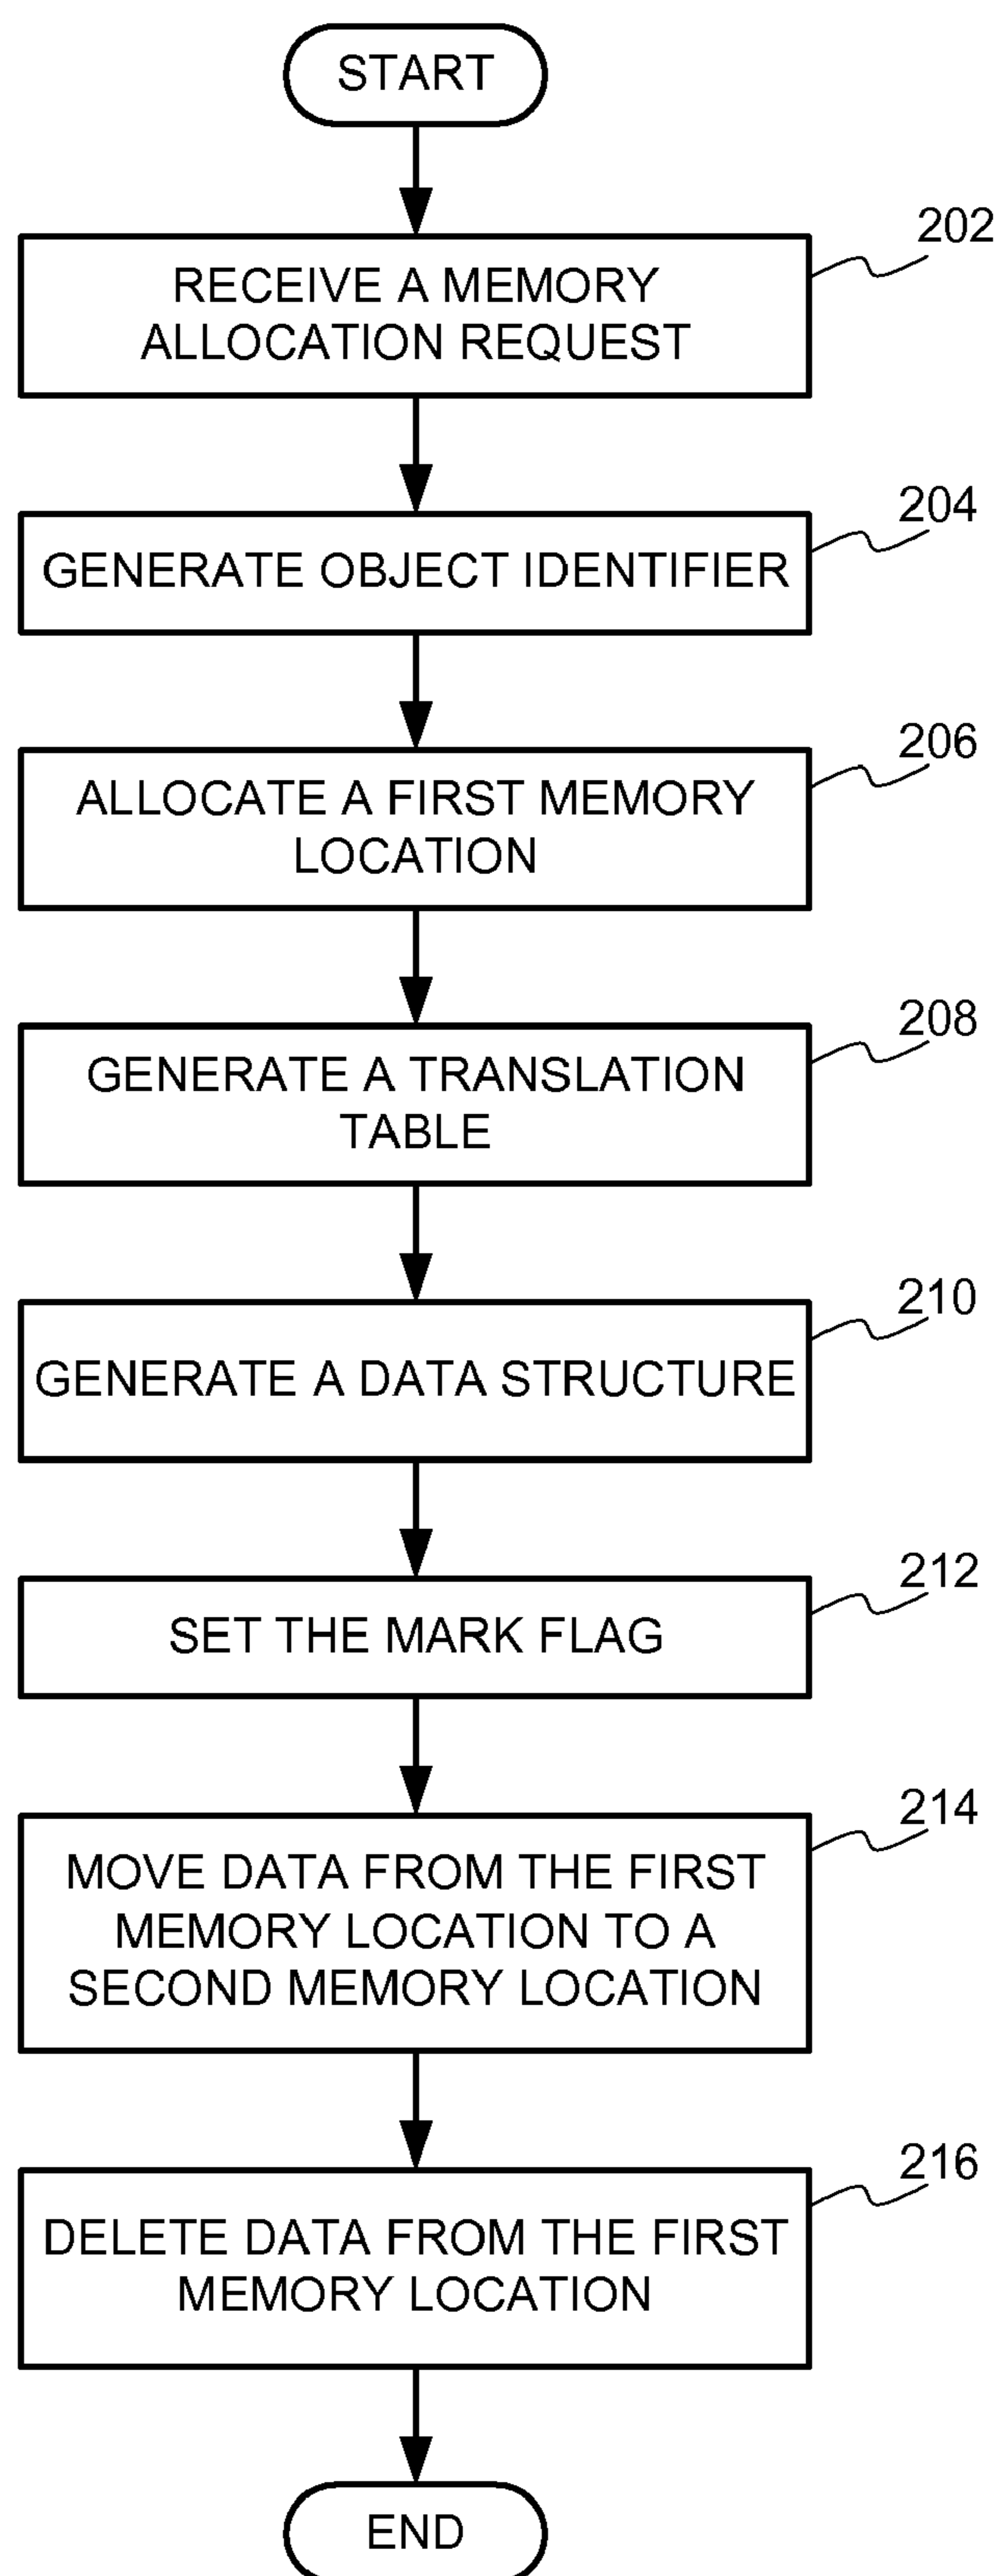 START
202
RECEIVE A MEMORY
ALLOCATION REQUEST
204
GENERATE OBJECT IDENTIFIER
206
ALLOCATE A FIRST MEMORY
LOCATION
208
GENERATE A TRANSLATION
TABLE
210
GENERATE A DATA STRUCTURE
212
SET THE MARK FLAG
214
MOVE DATA FROM THE FIRST
MEMORY LOCATION TO A
SECOND MEMORY LOCATION
216
DELETE DATA FROM THE FIRST
MEMORY LOCATION
END